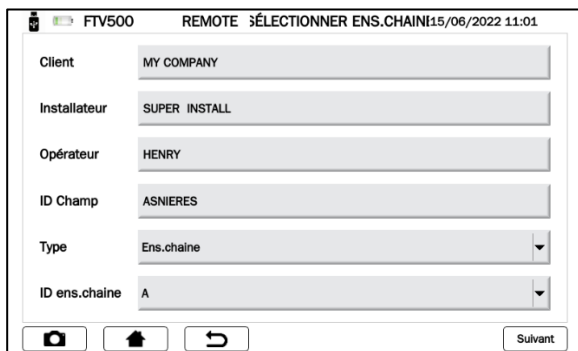 FTV500 REMOTE SÉLECTIONNER ENS.CHAINE 15/06/2022 11:01
Client MY COMPANY
Installateur SUPER INSTALL
Opérateur HENRY
ID Champ ASNIERES
Type Ens.chaine
ID ens.chaine A
Suivant